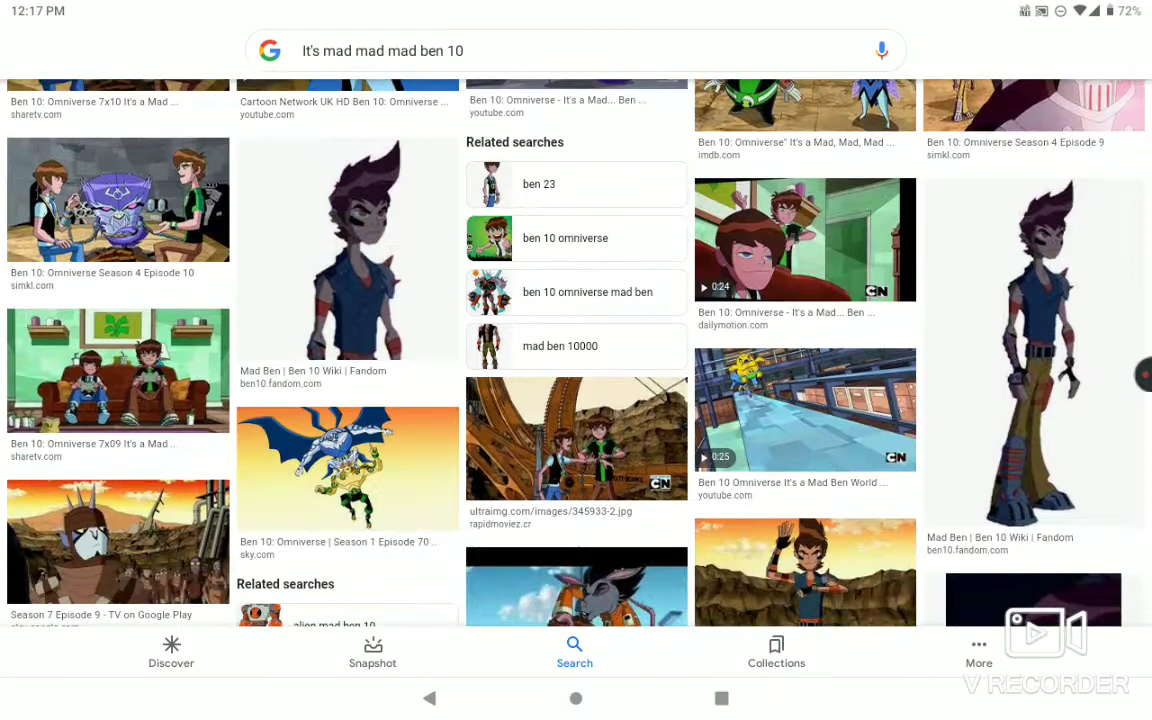 12:17 PM
72%
It's mad mad mad ben 10
Ben 10: Omniverse 7x10 It's a Mad ...
sharetv.com
Ben 10: Omniverse Season 4 Episode 10
simkl.com
Ben 10: Omniverse 7x09 It's a Mad ...
sharetv.com
Season 7 Episode 9 - TV on Google Play
Cartoon Network UK HD Ben 10: Omniverse ...
youtube.com
Mad Ben | Ben 10 Wiki | Fandom
ben10.fandom.com
Ben 10: Omniverse | Season 1 Episode 70 ..
sky.com
Related searches
alien mad ben 10
Ben 10: Omniverse - It's a Mad... Ben ...
youtube.com
Related searches
ben 23
ben 10 omniverse
ben 10 omniverse mad ben
mad ben 10000
CN
ultraimg.com/images/345933-2.jpg
rapidmoviez.cr
Ben 10: Omniverse" It's a Mad, Mad, Mad ...
imdb.com
0:24
CN
Ben 10: Omniverse - It's a Mad... Ben ...
dailymotion.com
0:25
CN
Ben 10 Omniverse It's a Mad Ben World ...
youtube.com
Ben 10: Omniverse Season 4 Episode 9
simkl.com
Mad Ben | Ben 10 Wiki | Fandom
ben10.fandom.com
Discover
Snapshot
Search
Collections
More
V RECORDER